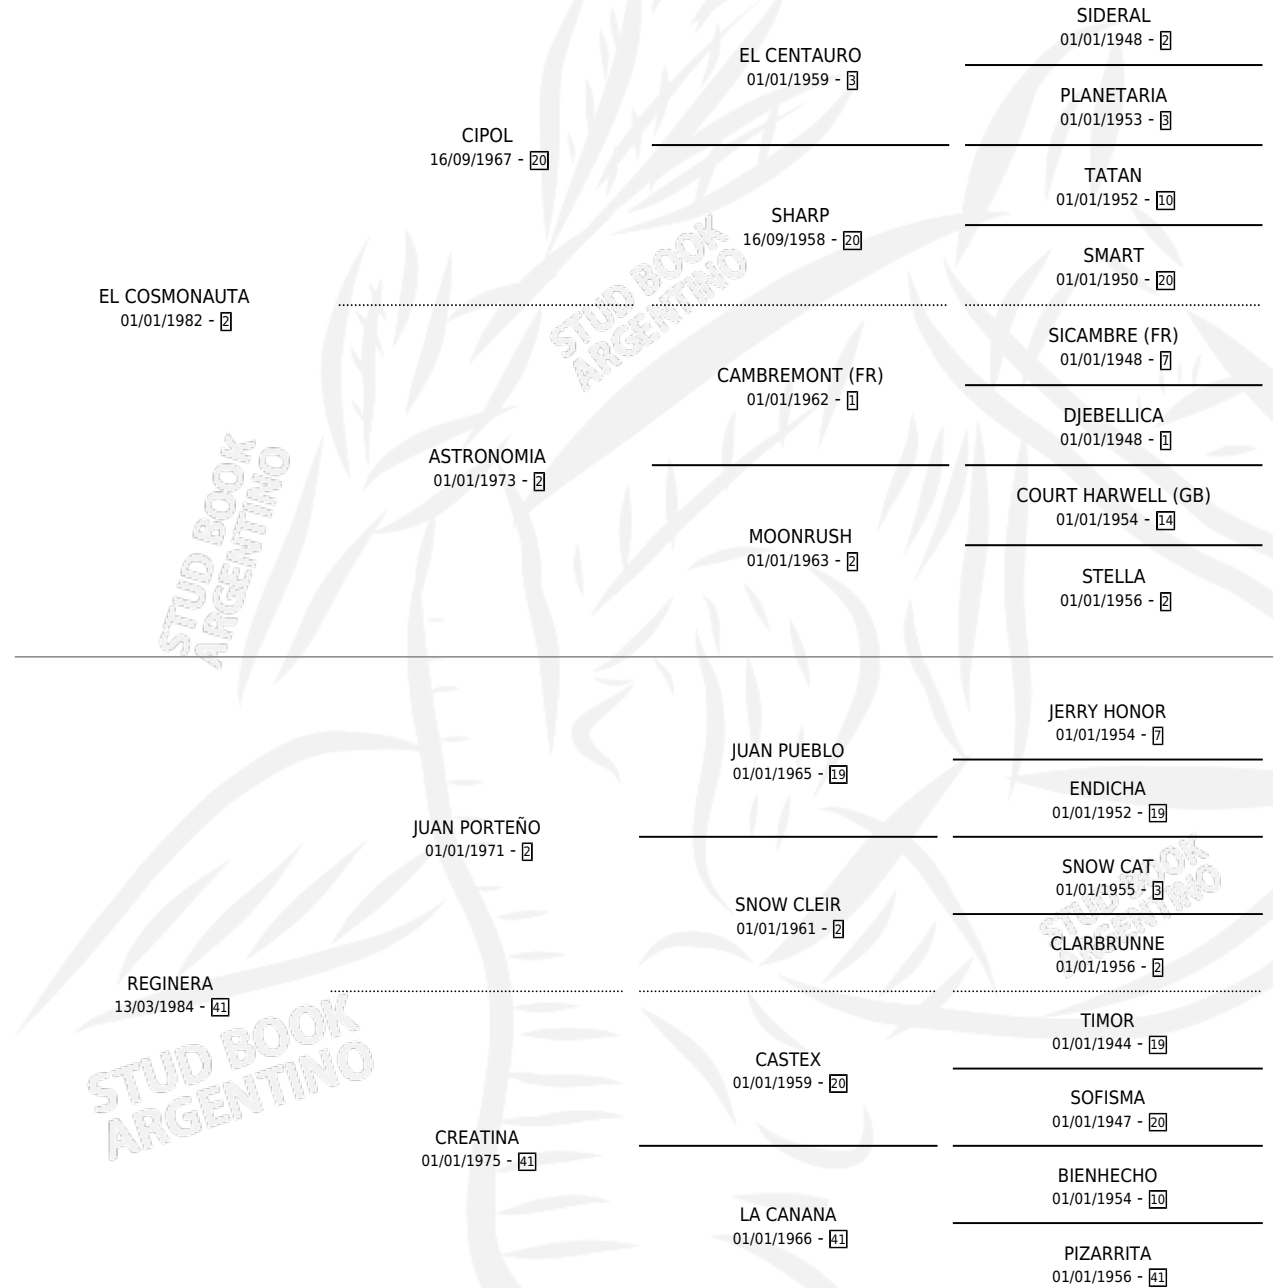 SIDERAL
01/01/1948 - 2
EL CENTAURO
01/01/1959 - 3
PLANETARIA
01/01/1953 - 3
CIPOL
16/09/1967 - 20
TATAN
01/01/1952 - 10
SHARP
16/09/1958 - 20
SMART
01/01/1950 - 20
EL COSMONAUTA
01/01/1982 - 2
SICAMBRE (FR)
01/01/1948 - 7
CAMBREMONT (FR)
01/01/1962 - 1
DJEBELLICA
01/01/1948 - 1
ASTRONOMIA
01/01/1973 - 2
COURT HARWELL (GB)
01/01/1954 - 14
MOONRUSH
01/01/1963 - 2
STELLA
01/01/1956 - 2
JERRY HONOR
01/01/1954 - 7
JUAN PUEBLO
01/01/1965 - 19
ENDICHA
01/01/1952 - 19
JUAN PORTEÑO
01/01/1971 - 2
SNOW CAT
01/01/1955 - 3
SNOW CLEIR
01/01/1961 - 2
CLARBRUNNE
01/01/1956 - 2
REGINERA
13/03/1984 - 41
TIMOR
01/01/1944 - 19
CASTEX
01/01/1959 - 20
SOFISMA
01/01/1947 - 20
CREATINA
01/01/1975 - 41
BIENHECHO
01/01/1954 - 10
LA CANANA
01/01/1966 - 41
PIZARRITA
01/01/1956 - 41
STUD BOOK
ARGENTINO
STUD BOOK
ARGENTINO
STUD BOOK
ARGENTINO
STUD BOOK
ARGENTINO